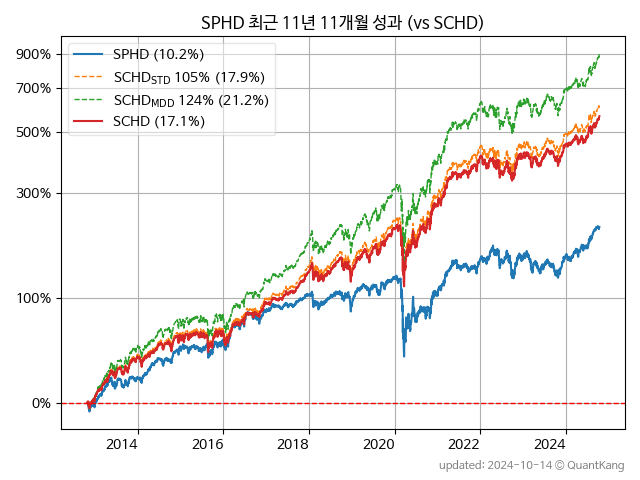 SPHD 최근 11년 11개월 성과 (vs SCHD)
900%
700%
500%
300%
100%
0%
SPHD (10.2%)
SCHD_STD 105% (17.9%)
SCHD_MDD 124% (21.2%)
SCHD (17.1%)
2014 2016 2018 2020 2022 2024
updated: 2024-10-14 © QuantKang